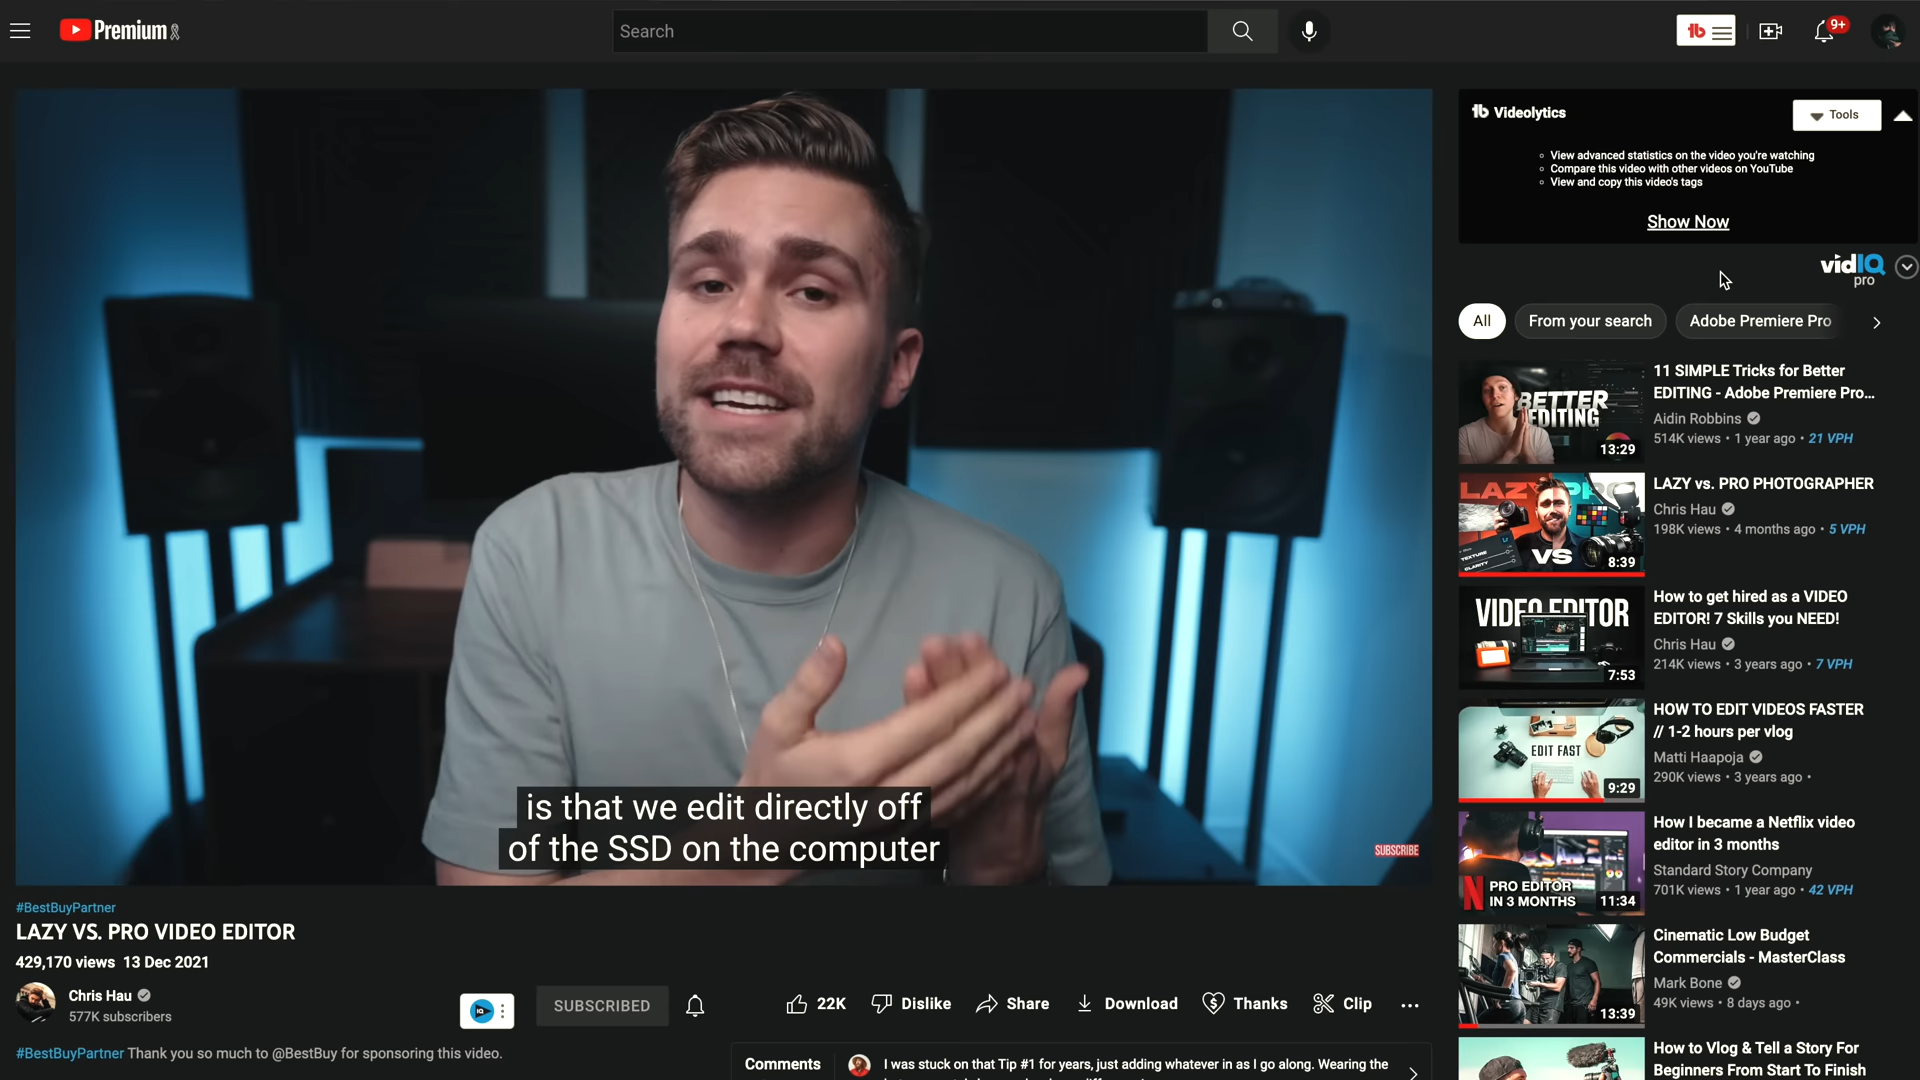 Premium
Search
9+
Videolytics
Tools
View advanced statistics on the video you're watching
Compare this video with other videos on YouTube
View and copy this video's tags
Show Now
vidIQ
pro
All
From your search
Adobe Premiere Pro
BETTER
EDITING
13:29
11 SIMPLE Tricks for Better
EDITING - Adobe Premiere Pro...
Aidin Robbins
514K views • 1 year ago • 21 VPH
LAZY PRO
TEXTURE
CLARITY
VS
8:39
LAZY vs. PRO PHOTOGRAPHER
Chris Hau
198K views • 4 months ago • 5 VPH
VIDEO EDITOR
7:53
How to get hired as a VIDEO
EDITOR! 7 Skills you NEED!
Chris Hau
214K views • 3 years ago • 7 VPH
EDIT FAST
9:29
HOW TO EDIT VIDEOS FASTER
// 1-2 hours per vlog
Matti Haapoja
290K views • 3 years ago •
PRO EDITOR
IN 3 MONTHS
11:34
How I became a Netflix video
editor in 3 months
Standard Story Company
701K views • 1 year ago • 42 VPH
13:39
Cinematic Low Budget
Commercials - MasterClass
Mark Bone
49K views • 8 days ago •
How to Vlog & Tell a Story For
Beginners From Start To Finish
is that we edit directly off
of the SSD on the computer
SUBSCRIBE
#BestBuyPartner
LAZY VS. PRO VIDEO EDITOR
429,170 views 13 Dec 2021
Chris Hau
577K subscribers
SUBSCRIBED
22K
Dislike
Share
Download
Thanks
Clip
#BestBuyPartner Thank you so much to @BestBuy for sponsoring this video.
Comments
I was stuck on that Tip #1 for years, just adding whatever in as I go along. Wearing the